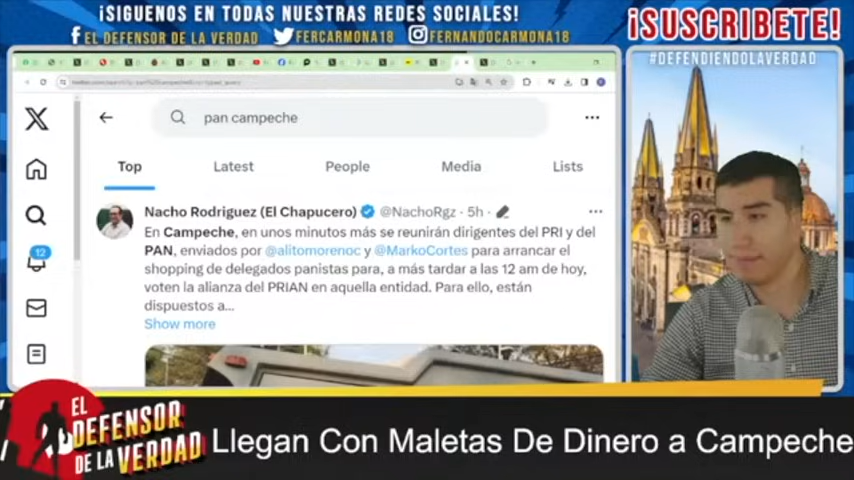 ¡SIGUENOS EN TODAS NUESTRAS REDES SOCIALES!
¡SUSCRIBETE!
EL DEFENSOR DE LA VERDAD
FERCARMONA18
FERNANDOCARMONA18
#DEFENDIENDOLAVERDAD
pan campeche
Top
Latest
People
Media
Lists
Nacho Rodriguez (El Chapucero) @NachoRgz · 5h ·
En Campeche, en unos minutos más se reunirán dirigentes del PRI y del
PAN, enviados por @alitomorenoc y @MarkoCortes para arrancar el
shopping de delegados panistas para, a más tardar a las 12 am de hoy,
voten la alianza del PRIAN en aquella entidad. Para ello, están
dispuestos a...
Show more
12
EL
DEFENSOR
DE LA VERDAD
Llegan Con Maletas De Dinero a Campeche